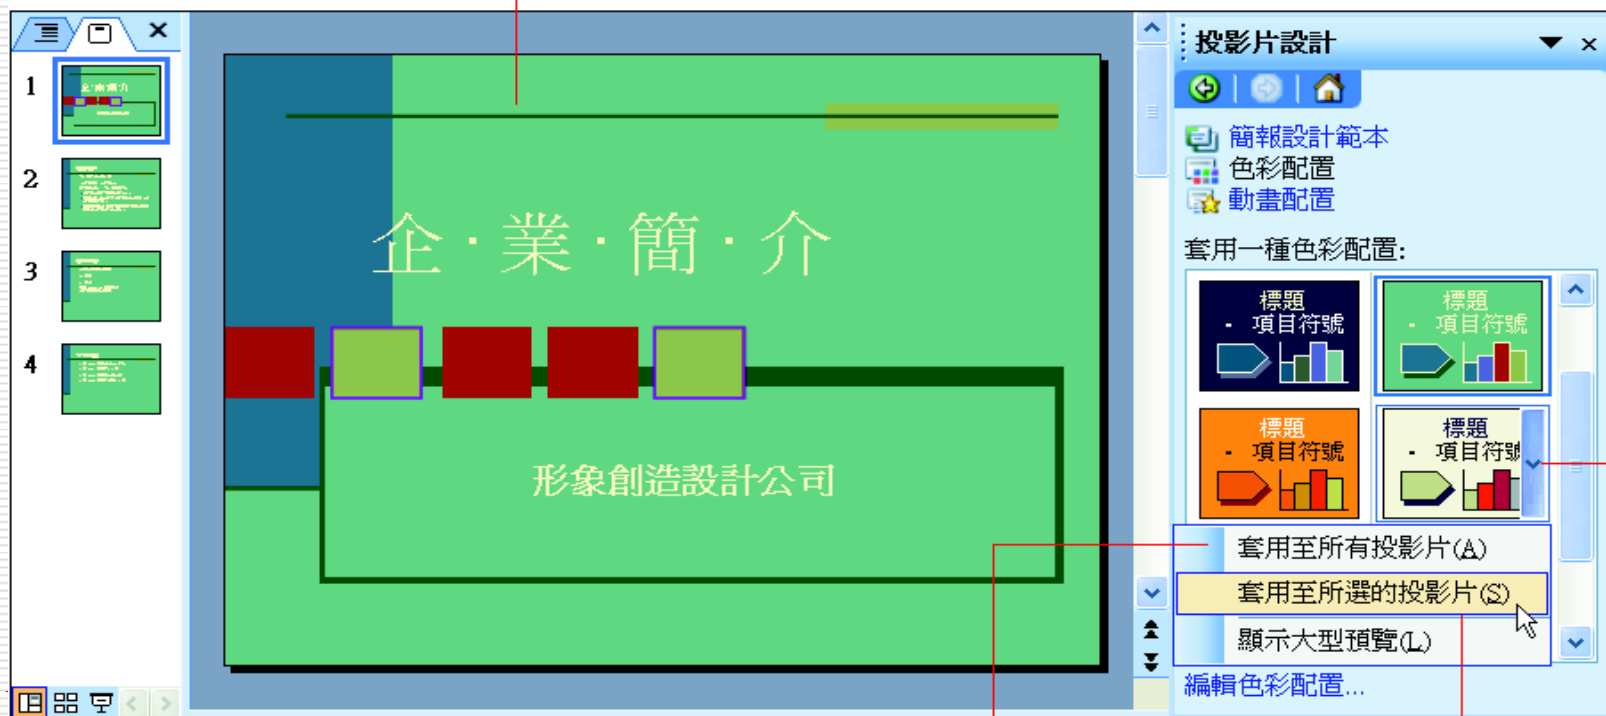 1
2
3
4
企·業·簡·介
形象創造設計公司
投影片設計
簡報設計範本
色彩配置
動畫配置
套用一種色彩配置:
標題
· 項目符號
標題
· 項目符號
標題
· 項目符號
標題
· 項目符號
套用至所有投影片(A)
套用至所選的投影片(S)
顯示大型預覽(L)
編輯色彩配置...